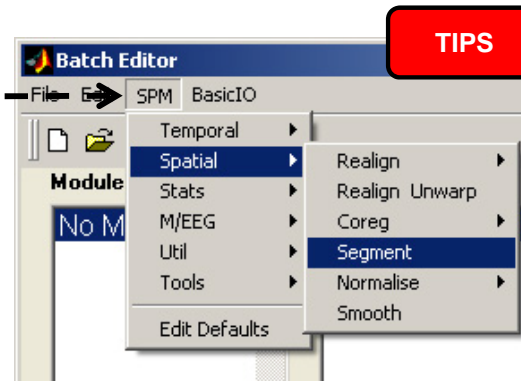 TIPS
Batch Editor
File Edit SPM BasicIO
Module
No M
Temporal
Spatial
Stats
M/EEG
Util
Tools
Edit Defaults
Realign
Realign Unwarp
Coreg
Segment
Normalise
Smooth